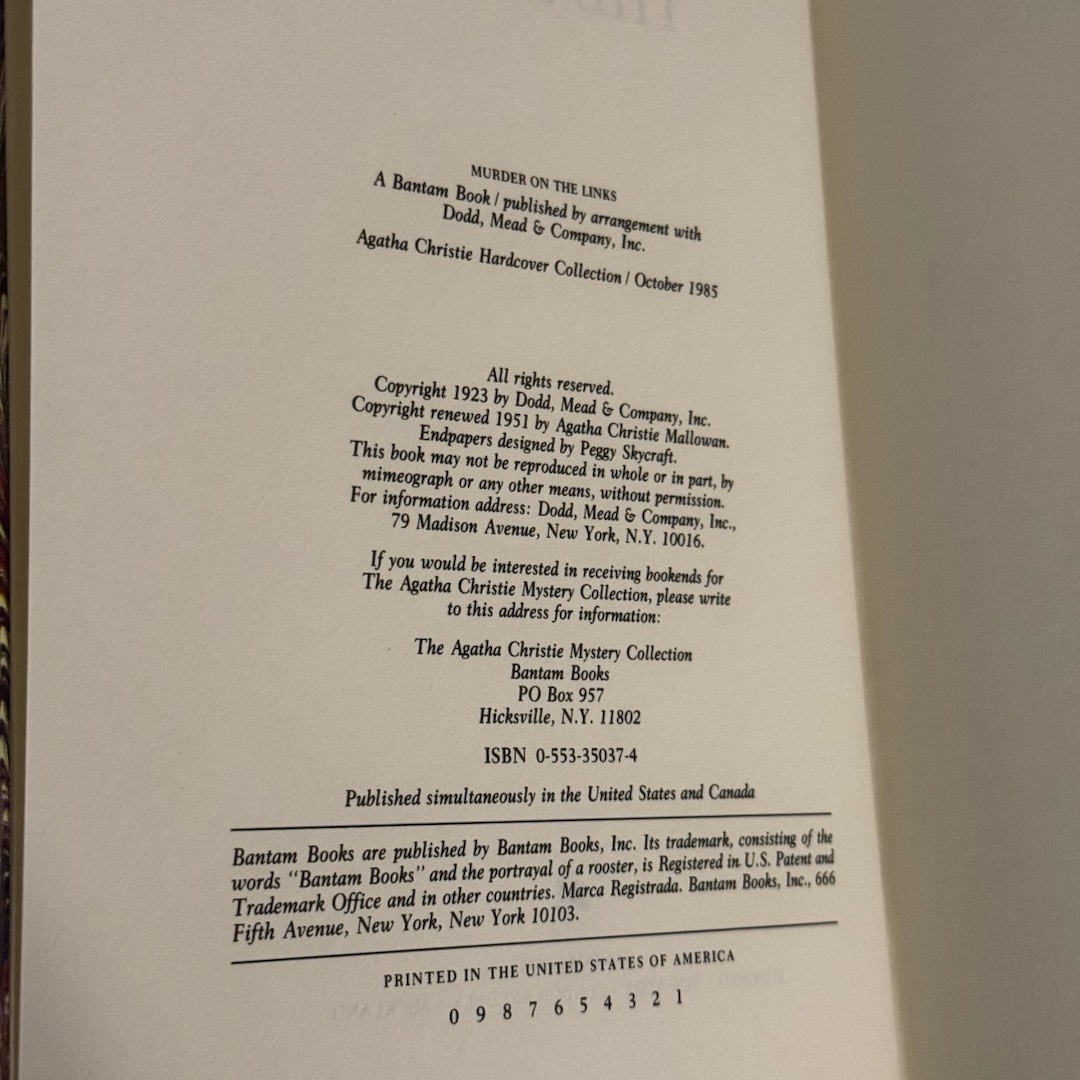 MURDER ON THE LINKS
A Bantam Book / published by arrangement with
Dodd, Mead & Company, Inc.
Agatha Christie Hardcover Collection / October 1985
All rights reserved.
Copyright 1923 by Dodd, Mead & Company, Inc.
Copyright renewed 1951 by Agatha Christie Mallowan.
Endpapers designed by Peggy Skycraft.
This book may not be reproduced in whole or in part, by
mimeograph or any other means, without permission.
For information address: Dodd, Mead & Company, Inc.,
79 Madison Avenue, New York, N.Y. 10016.
If you would be interested in receiving bookends for
The Agatha Christie Mystery Collection, please write
to this address for information:
The Agatha Christie Mystery Collection
Bantam Books
PO Box 957
Hicksville, N.Y. 11802
ISBN 0-553-35037-4
Published simultaneously in the United States and Canada
Bantam Books are published by Bantam Books, Inc. Its trademark, consisting of the
words "Bantam Books" and the portrayal of a rooster, is Registered in U.S. Patent and
Trademark Office and in other countries. Marca Registrada. Bantam Books, Inc., 666
Fifth Avenue, New York, New York 10103.
PRINTED IN THE UNITED STATES OF AMERICA
0 9 8 7 6 5 4 3 2 1